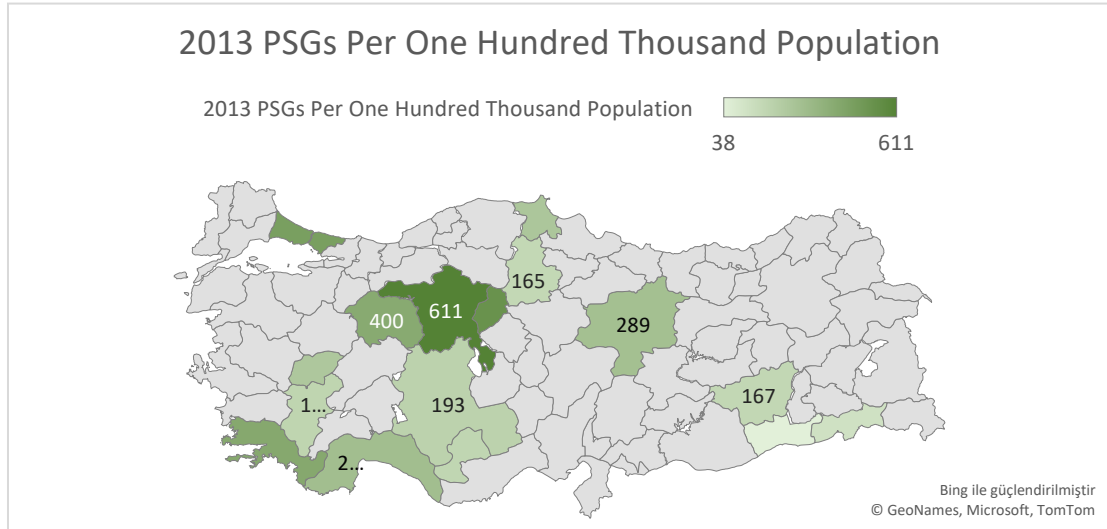 2013 PSGs Per One Hundred Thousand Population
2013 PSGs Per One Hundred Thousand Population
38 611
165
611
400
289
193
167
1...
2...
Bing ile güçlendirilmiştir
© GeoNames, Microsoft, TomTom